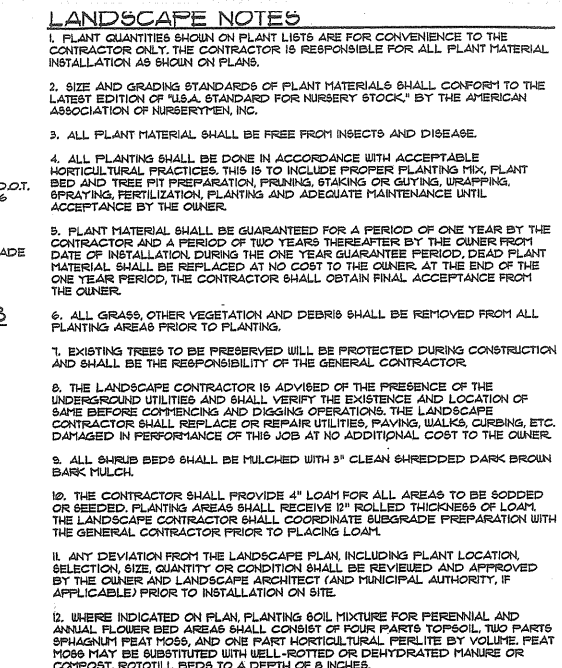 LANDSCAPE NOTES
1. PLANT QUANTITIES SHOWN ON PLANT LISTS ARE FOR CONVENIENCE TO THE
CONTRACTOR ONLY. THE CONTRACTOR IS RESPONSIBLE FOR ALL PLANT MATERIAL
INSTALLATION AS SHOWN ON PLANS.
2. SIZE AND GRADING STANDARDS OF PLANT MATERIALS SHALL CONFORM TO THE
LATEST EDITION OF "U.S.A. STANDARD FOR NURSERY STOCK," BY THE AMERICAN
ASSOCIATION OF NURSERYMEN, INC.
3. ALL PLANT MATERIAL SHALL BE FREE FROM INSECTS AND DISEASE.
4. ALL PLANTING SHALL BE DONE IN ACCORDANCE WITH ACCEPTABLE
HORTICULTURAL PRACTICES. THIS IS TO INCLUDE PROPER PLANTING MIX, PLANT
BED AND TREE PIT PREPARATION, PRUNING, STAKING OR GUYING, WRAPPING,
SPRAYING, FERTILIZATION, PLANTING AND ADEQUATE MAINTENANCE UNTIL
ACCEPTANCE BY THE OWNER.
D.O.T.
6
5. PLANT MATERIAL SHALL BE GUARANTEED FOR A PERIOD OF ONE YEAR BY THE
CONTRACTOR AND A PERIOD OF TWO YEARS THEREAFTER BY THE OWNER FROM
DATE OF INSTALLATION. DURING THE ONE YEAR GUARANTEE PERIOD, DEAD PLANT
MATERIAL SHALL BE REPLACED AT NO COST TO THE OWNER. AT THE END OF THE
ONE YEAR PERIOD, THE CONTRACTOR SHALL OBTAIN FINAL ACCEPTANCE FROM
THE OWNER.
ADE
6. ALL GRASS, OTHER VEGETATION AND DEBRIS SHALL BE REMOVED FROM ALL
PLANTING AREAS PRIOR TO PLANTING.
7. EXISTING TREES TO BE PRESERVED WILL BE PROTECTED DURING CONSTRUCTION
AND SHALL BE THE RESPONSIBILITY OF THE GENERAL CONTRACTOR.
8. THE LANDSCAPE CONTRACTOR IS ADVISED OF THE PRESENCE OF THE
UNDERGROUND UTILITIES AND SHALL VERIFY THE EXISTENCE AND LOCATION OF
SAME BEFORE COMMENCING AND DIGGING OPERATIONS. THE LANDSCAPE
CONTRACTOR SHALL REPLACE OR REPAIR UTILITIES, PAVING, WALKS, CURBING, ETC.
DAMAGED IN PERFORMANCE OF THIS JOB AT NO ADDITIONAL COST TO THE OWNER.
9. ALL SHRUB BEDS SHALL BE MULCHED WITH 3" CLEAN SHREDDED DARK BROWN
BARK MULCH.
10. THE CONTRACTOR SHALL PROVIDE 4" LOAM FOR ALL AREAS TO BE SODDED
OR SEEDED. PLANTING AREAS SHALL RECEIVE 12" ROLLED THICKNESS OF LOAM.
THE LANDSCAPE CONTRACTOR SHALL COORDINATE SUBGRADE PREPARATION WITH
THE GENERAL CONTRACTOR PRIOR TO PLACING LOAM.
11. ANY DEVIATION FROM THE LANDSCAPE PLAN, INCLUDING PLANT LOCATION,
SELECTION, SIZE, QUANTITY OR CONDITION SHALL BE REVIEWED AND APPROVED
BY THE OWNER AND LANDSCAPE ARCHITECT (AND MUNICIPAL AUTHORITY, IF
APPLICABLE) PRIOR TO INSTALLATION ON SITE.
12. WHERE INDICATED ON PLAN, PLANTING SOIL MIXTURE FOR PERENNIAL AND
ANNUAL FLOWER BED AREAS SHALL CONSIST OF FOUR PARTS TOPSOIL, TWO PARTS
SPHAGNUM PEAT MOSS, AND ONE PART HORTICULTURAL PERLITE BY VOLUME. PEAT
MOSS MAY BE SUBSTITUTED WITH WELL-ROTTED OR DEHYDRATED MANURE OR
COMPOST. ROTOTILL BEDS TO A DEPTH OF 8 INCHES.